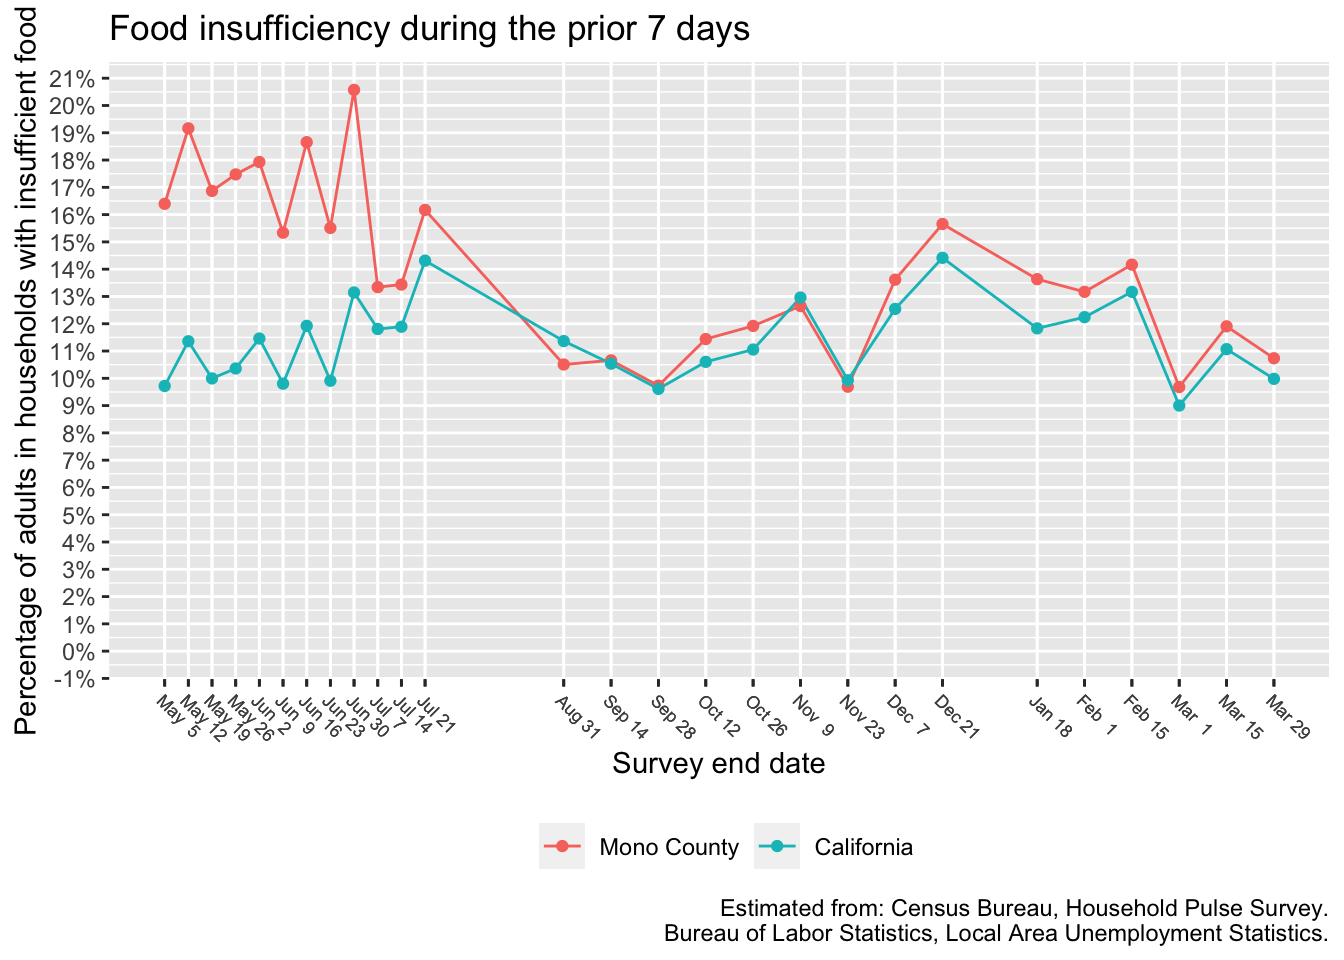 Food insufficiency during the prior 7 days
Percentage of adults in households with insufficient food
21%
20%
19%
18%
17%
16%
15%
14%
13%
12%
11%
10%
9%
8%
7%
6%
5%
4%
3%
2%
1%
0%
-1%
May 5
May 12
May 19
May 26
Jun 2
Jun 9
Jun 16
Jun 23
Jun 30
Jul 7
Jul 14
Jul 21
Aug 31
Sep 14
Sep 28
Oct 12
Oct 26
Nov 9
Nov 23
Dec 7
Dec 21
Jan 18
Feb 1
Feb 15
Mar 1
Mar 15
Mar 29
Survey end date
Mono County
California
Estimated from: Census Bureau, Household Pulse Survey.
Bureau of Labor Statistics, Local Area Unemployment Statistics.